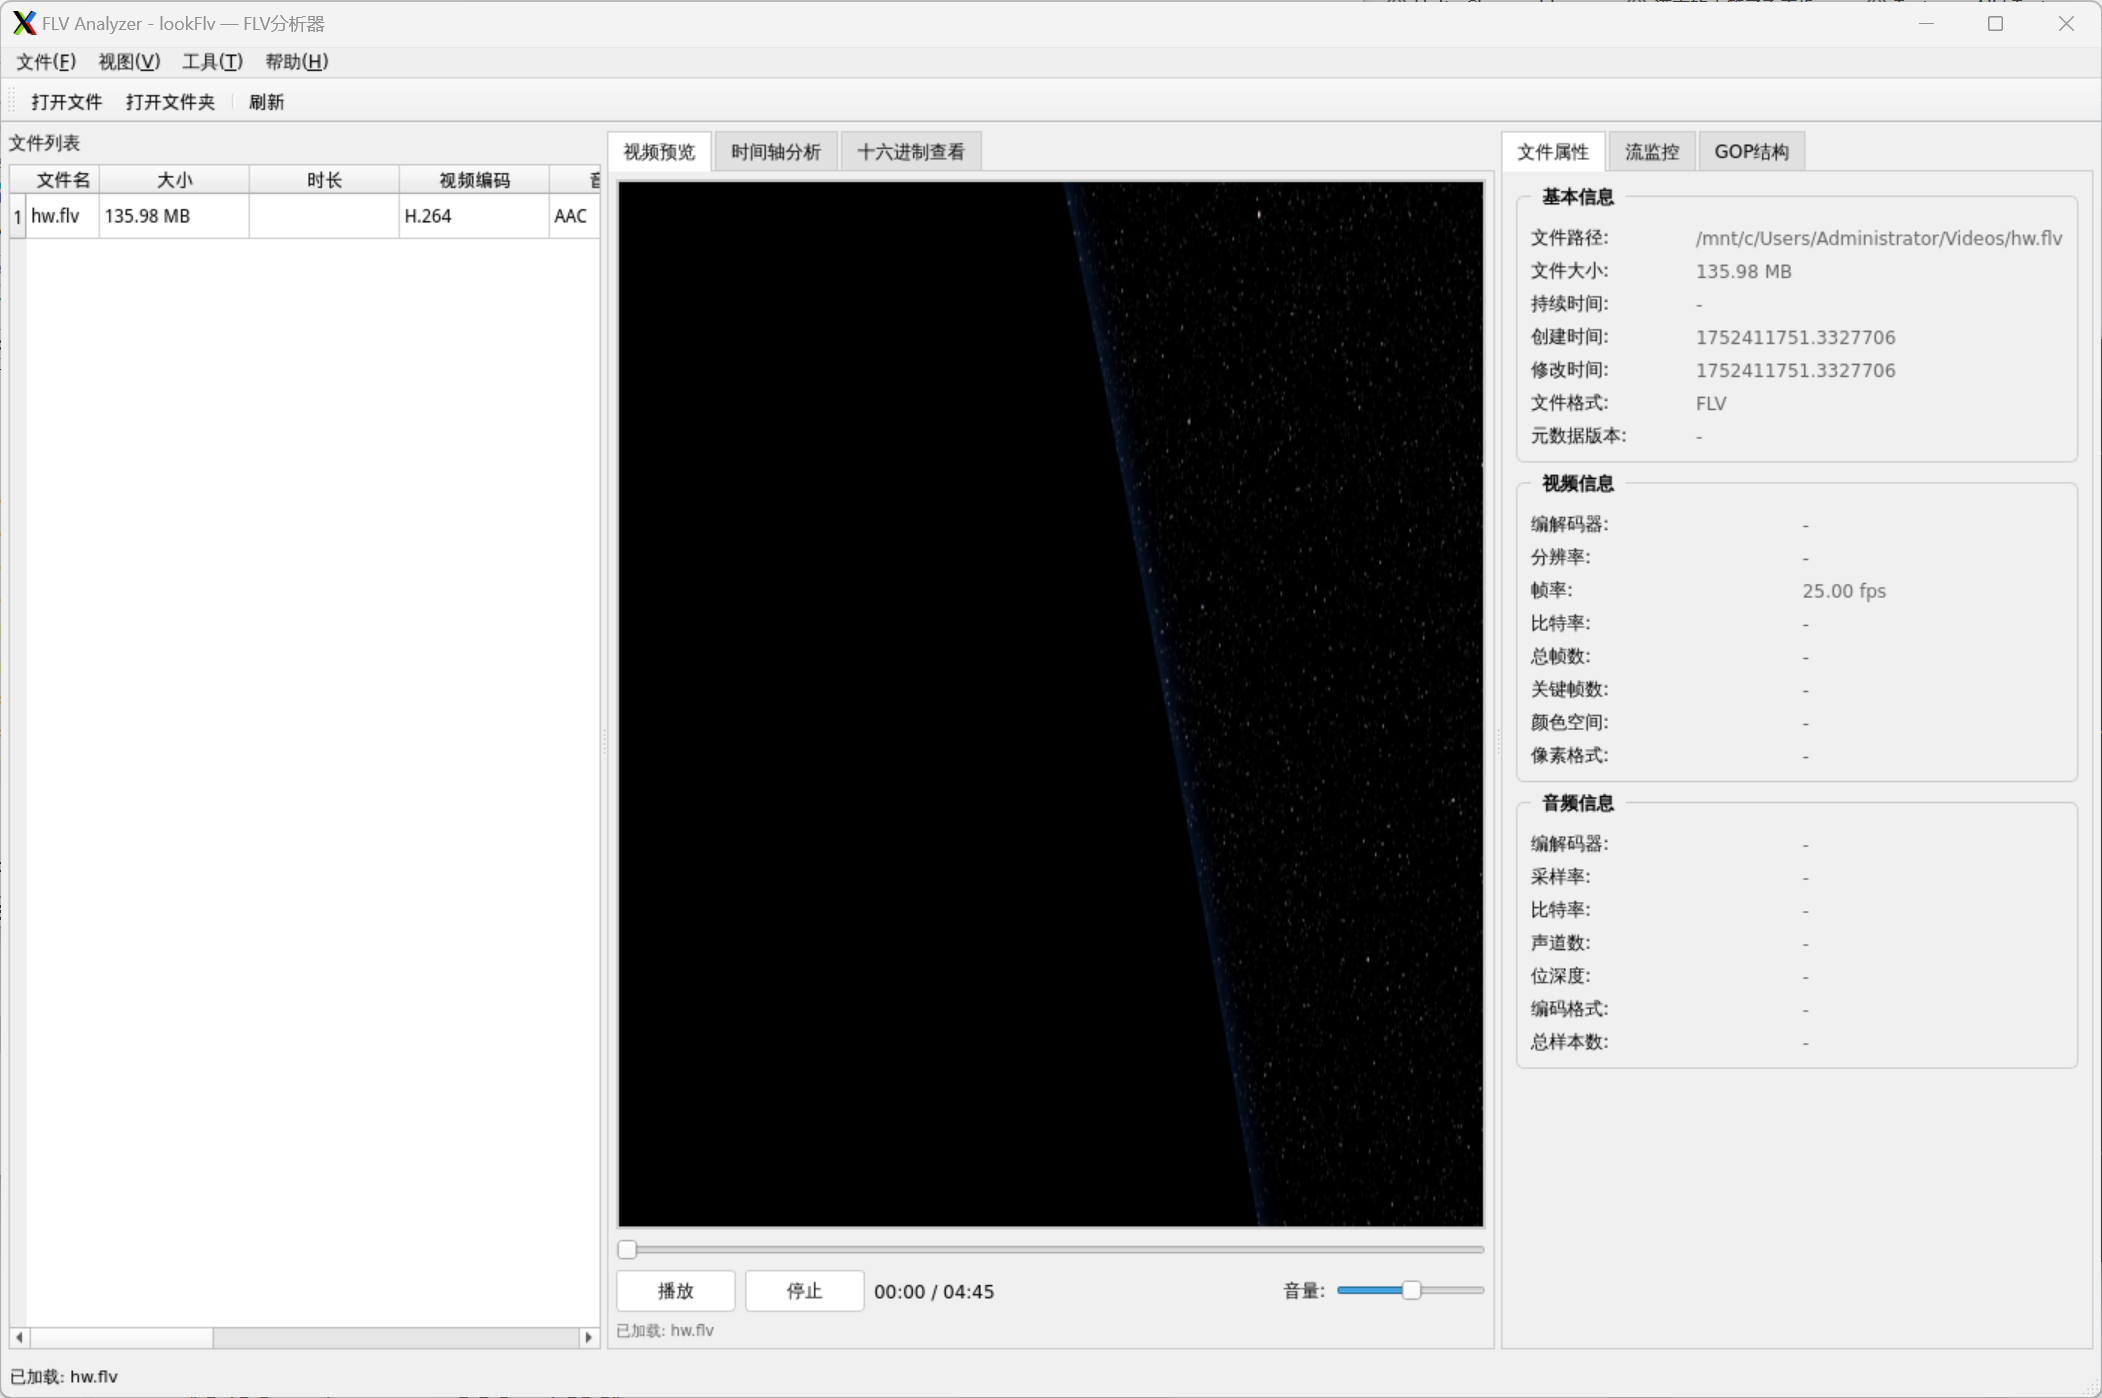 FLV Analyzer - lookFlv — FLV分析器
文件(F) 视图(V) 工具(T) 帮助(H)
打开文件 打开文件夹 刷新
文件列表
文件名 大小 时长 视频编码
1 hw.flv 135.98 MB H.264 AAC
视频预览 时间轴分析 十六进制查看
00:00 / 04:45
播放 停止
音量:
已加载: hw.flv
文件属性 流监控 GOP结构
基本信息
文件路径: /mnt/c/Users/Administrator/Videos/hw.flv
文件大小: 135.98 MB
持续时间: -
创建时间: 1752411751.3327706
修改时间: 1752411751.3327706
文件格式: FLV
元数据版本: -
视频信息
编解码器: -
分辨率: -
帧率: 25.00 fps
比特率: -
总帧数: -
关键帧数: -
颜色空间: -
像素格式: -
音频信息
编解码器: -
采样率: -
比特率: -
声道数: -
位深度: -
编码格式: -
总样本数: -
已加载: hw.flv